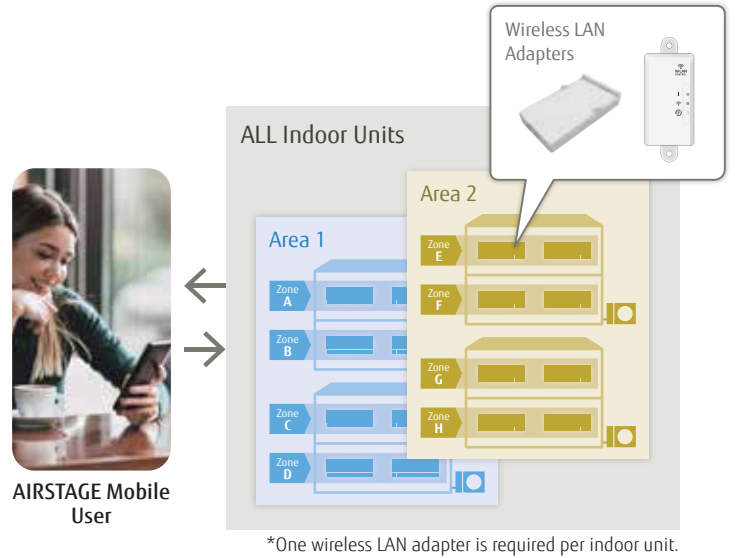 Wireless LAN
Adapters
ALL Indoor Units
Area 2
Area 1
Zone
E
Zone
F
Zone
G
Zone
H
Zone
A
Zone
B
Zone
C
Zone
D
AIRSTAGE Mobile
User
*One wireless LAN adapter is required per indoor unit.